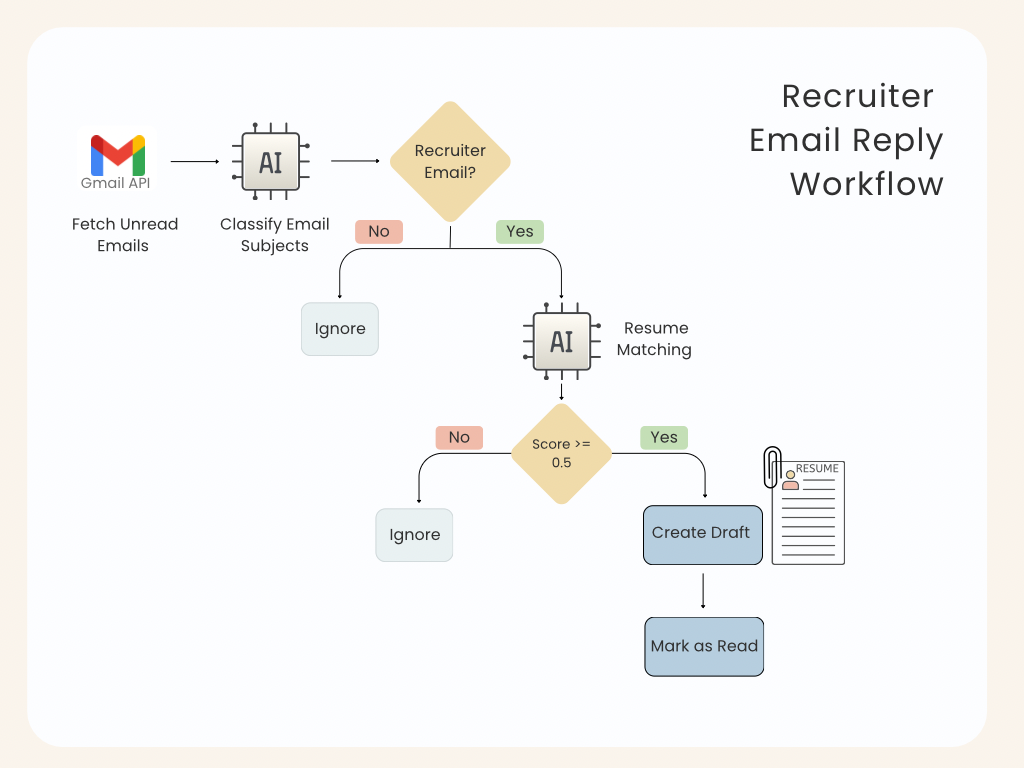 Recruiter
Email Reply
Workflow
Gmail API
Fetch Unread
Emails
AI
Classify Email
Subjects
Recruiter
Email?
No
Yes
Ignore
AI
Resume
Matching
Score >=
0.5
No
Yes
Ignore
Create Draft
RESUME
Mark as Read